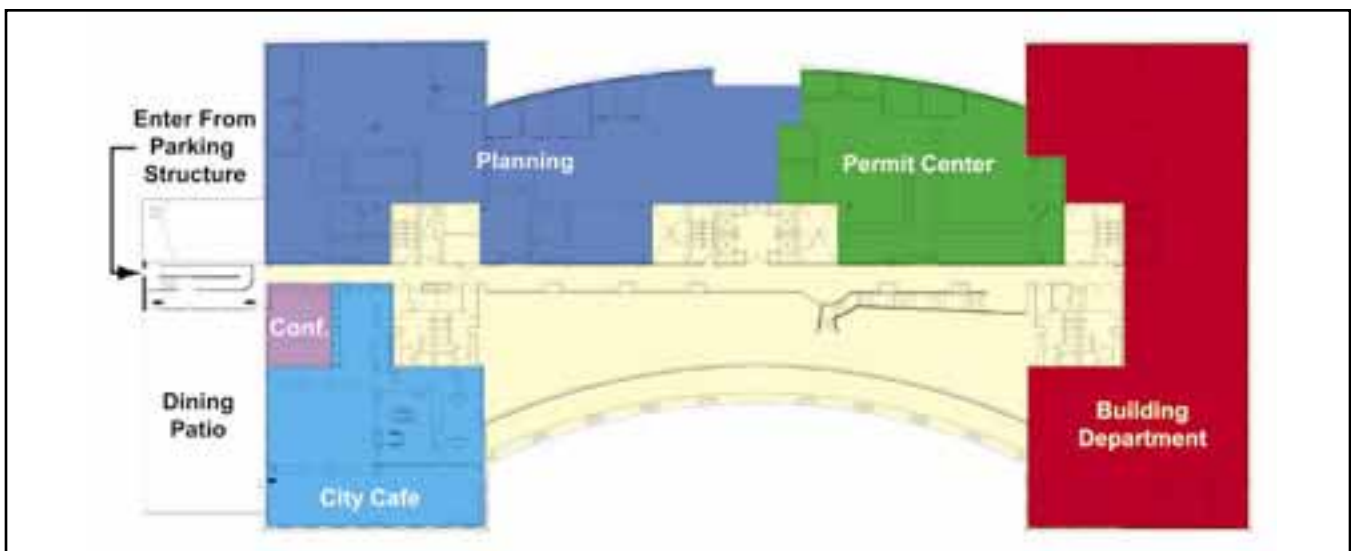 Enter From
Parking
Structure
Planning
Permit Center
Conf.
Dining
Patio
City Cafe
Building
Department